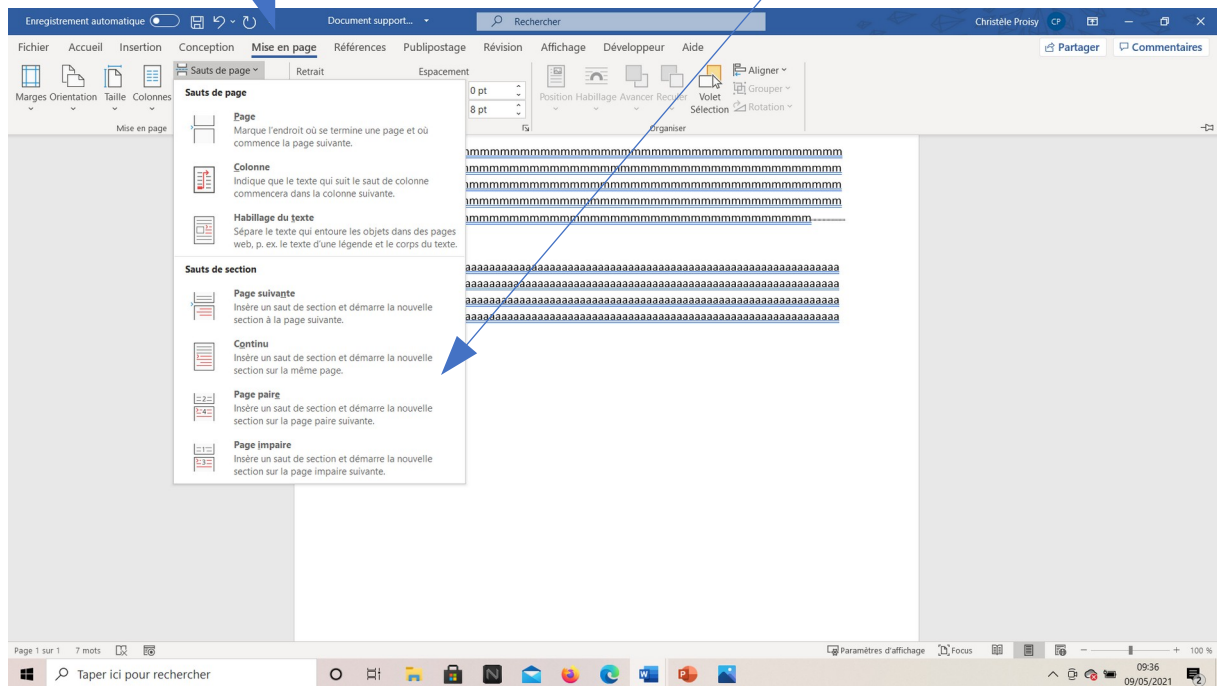 Enregistrement automatique
Document support...
Rechercher
Christèle Proisy
CP
Fichier Accueil Insertion Conception Mise en page Références Publipostage Révision Affichage Développeur Aide
Partager
Commentaires
Sauts de page
Retrait
Espacement
Aligner
Grouper
Rotation
0 pt
8 pt
Marges Orientation Taille Colonnes
Position Habillage Avancer Reculer Volet Sélection
Mise en page
Organiser
Sauts de page
Page
Marque l'endroit où se termine une page et où
commence la page suivante.
Colonne
Indique que le texte qui suit le saut de colonne
commencera dans la colonne suivante.
Habillage du texte
Sépare le texte qui entoure les objets dans des pages
web, p. ex. le texte d'une légende et le corps du texte.
Sauts de section
Page suivante
Insère un saut de section et démarre la nouvelle
section à la page suivante.
Continu
Insère un saut de section et démarre la nouvelle
section sur la même page.
Page paire
Insère un saut de section et démarre la nouvelle
section sur la page paire suivante.
Page impaire
Insère un saut de section et démarre la nouvelle
section sur la page impaire suivante.
Page 1 sur 1 7 mots
Paramètres d'affichage
Focus
100 %
Taper ici pour rechercher
09:36
09/05/2021
2